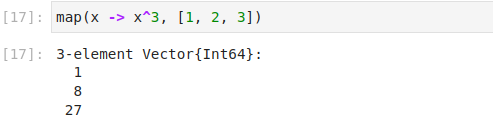 [17]: map(x -> x^3, [1, 2, 3])
[17]: 3-element Vector{Int64}:
1
8
27